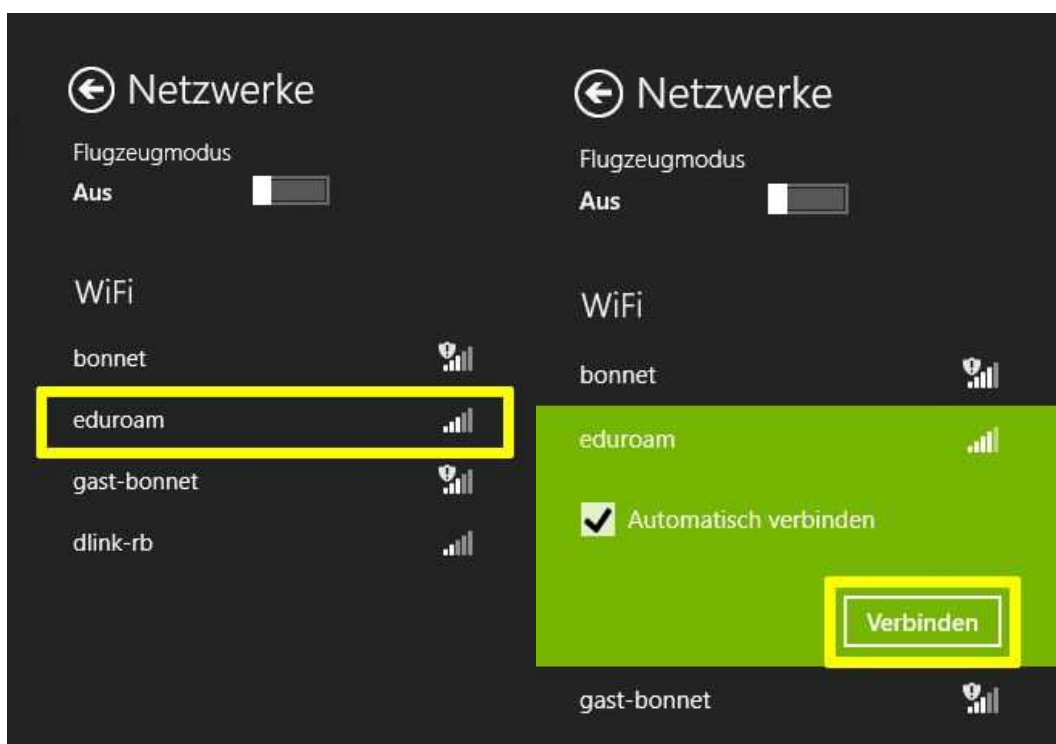 Netzwerke
Flugzeugmodus
Aus
WiFi
bonnet
eduroam
gast-bonnet
dlink-rb
Netzwerke
Flugzeugmodus
Aus
WiFi
bonnet
eduroam
Automatisch verbinden
Verbinden
gast-bonnet